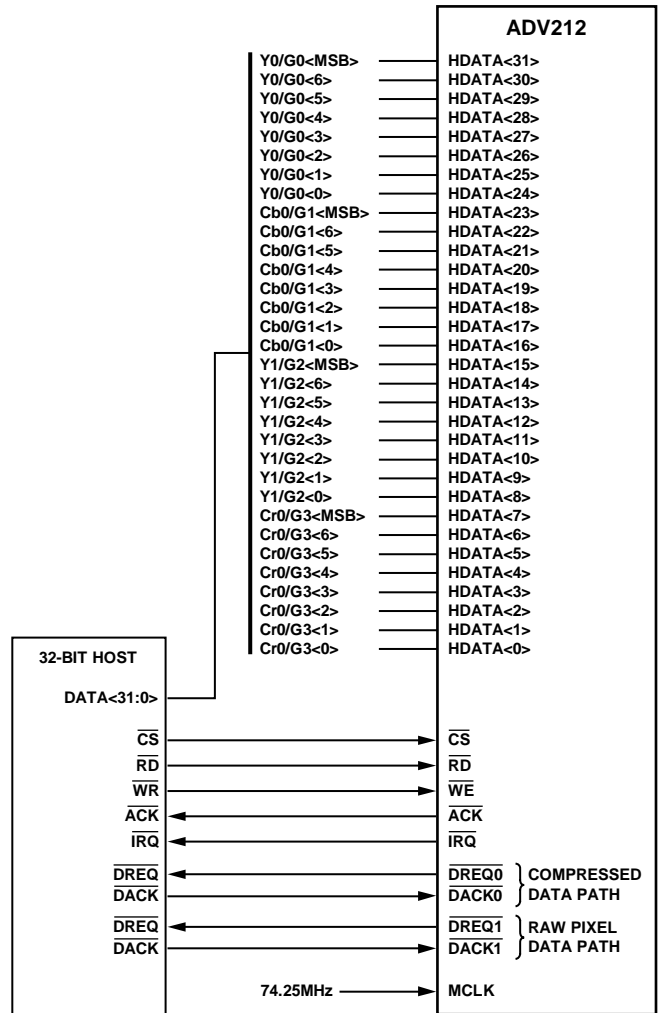 ADV212
Y0/G0<MSB> HDATA<31>
Y0/G0<6> HDATA<30>
Y0/G0<5> HDATA<29>
Y0/G0<4> HDATA<28>
Y0/G0<3> HDATA<27>
Y0/G0<2> HDATA<26>
Y0/G0<1> HDATA<25>
Y0/G0<0> HDATA<24>
Cb0/G1<MSB> HDATA<23>
Cb0/G1<6> HDATA<22>
Cb0/G1<5> HDATA<21>
Cb0/G1<4> HDATA<20>
Cb0/G1<3> HDATA<19>
Cb0/G1<2> HDATA<18>
Cb0/G1<1> HDATA<17>
Cb0/G1<0> HDATA<16>
Y1/G2<MSB> HDATA<15>
Y1/G2<6> HDATA<14>
Y1/G2<5> HDATA<13>
Y1/G2<4> HDATA<12>
Y1/G2<3> HDATA<11>
Y1/G2<2> HDATA<10>
Y1/G2<1> HDATA<9>
Y1/G2<0> HDATA<8>
Cr0/G3<MSB> HDATA<7>
Cr0/G3<6> HDATA<6>
Cr0/G3<5> HDATA<5>
Cr0/G3<4> HDATA<4>
Cr0/G3<3> HDATA<3>
Cr0/G3<2> HDATA<2>
Cr0/G3<1> HDATA<1>
Cr0/G3<0> HDATA<0>
32-BIT HOST
DATA<31:0>
CS CS
RD RD
WR WE
ACK ACK
IRQ IRQ
DREQ DREQ0 COMPRESSED
DACK DACK0 DATA PATH
DREQ DREQ1 RAW PIXEL
DACK DACK1 DATA PATH
74.25MHz MCLK